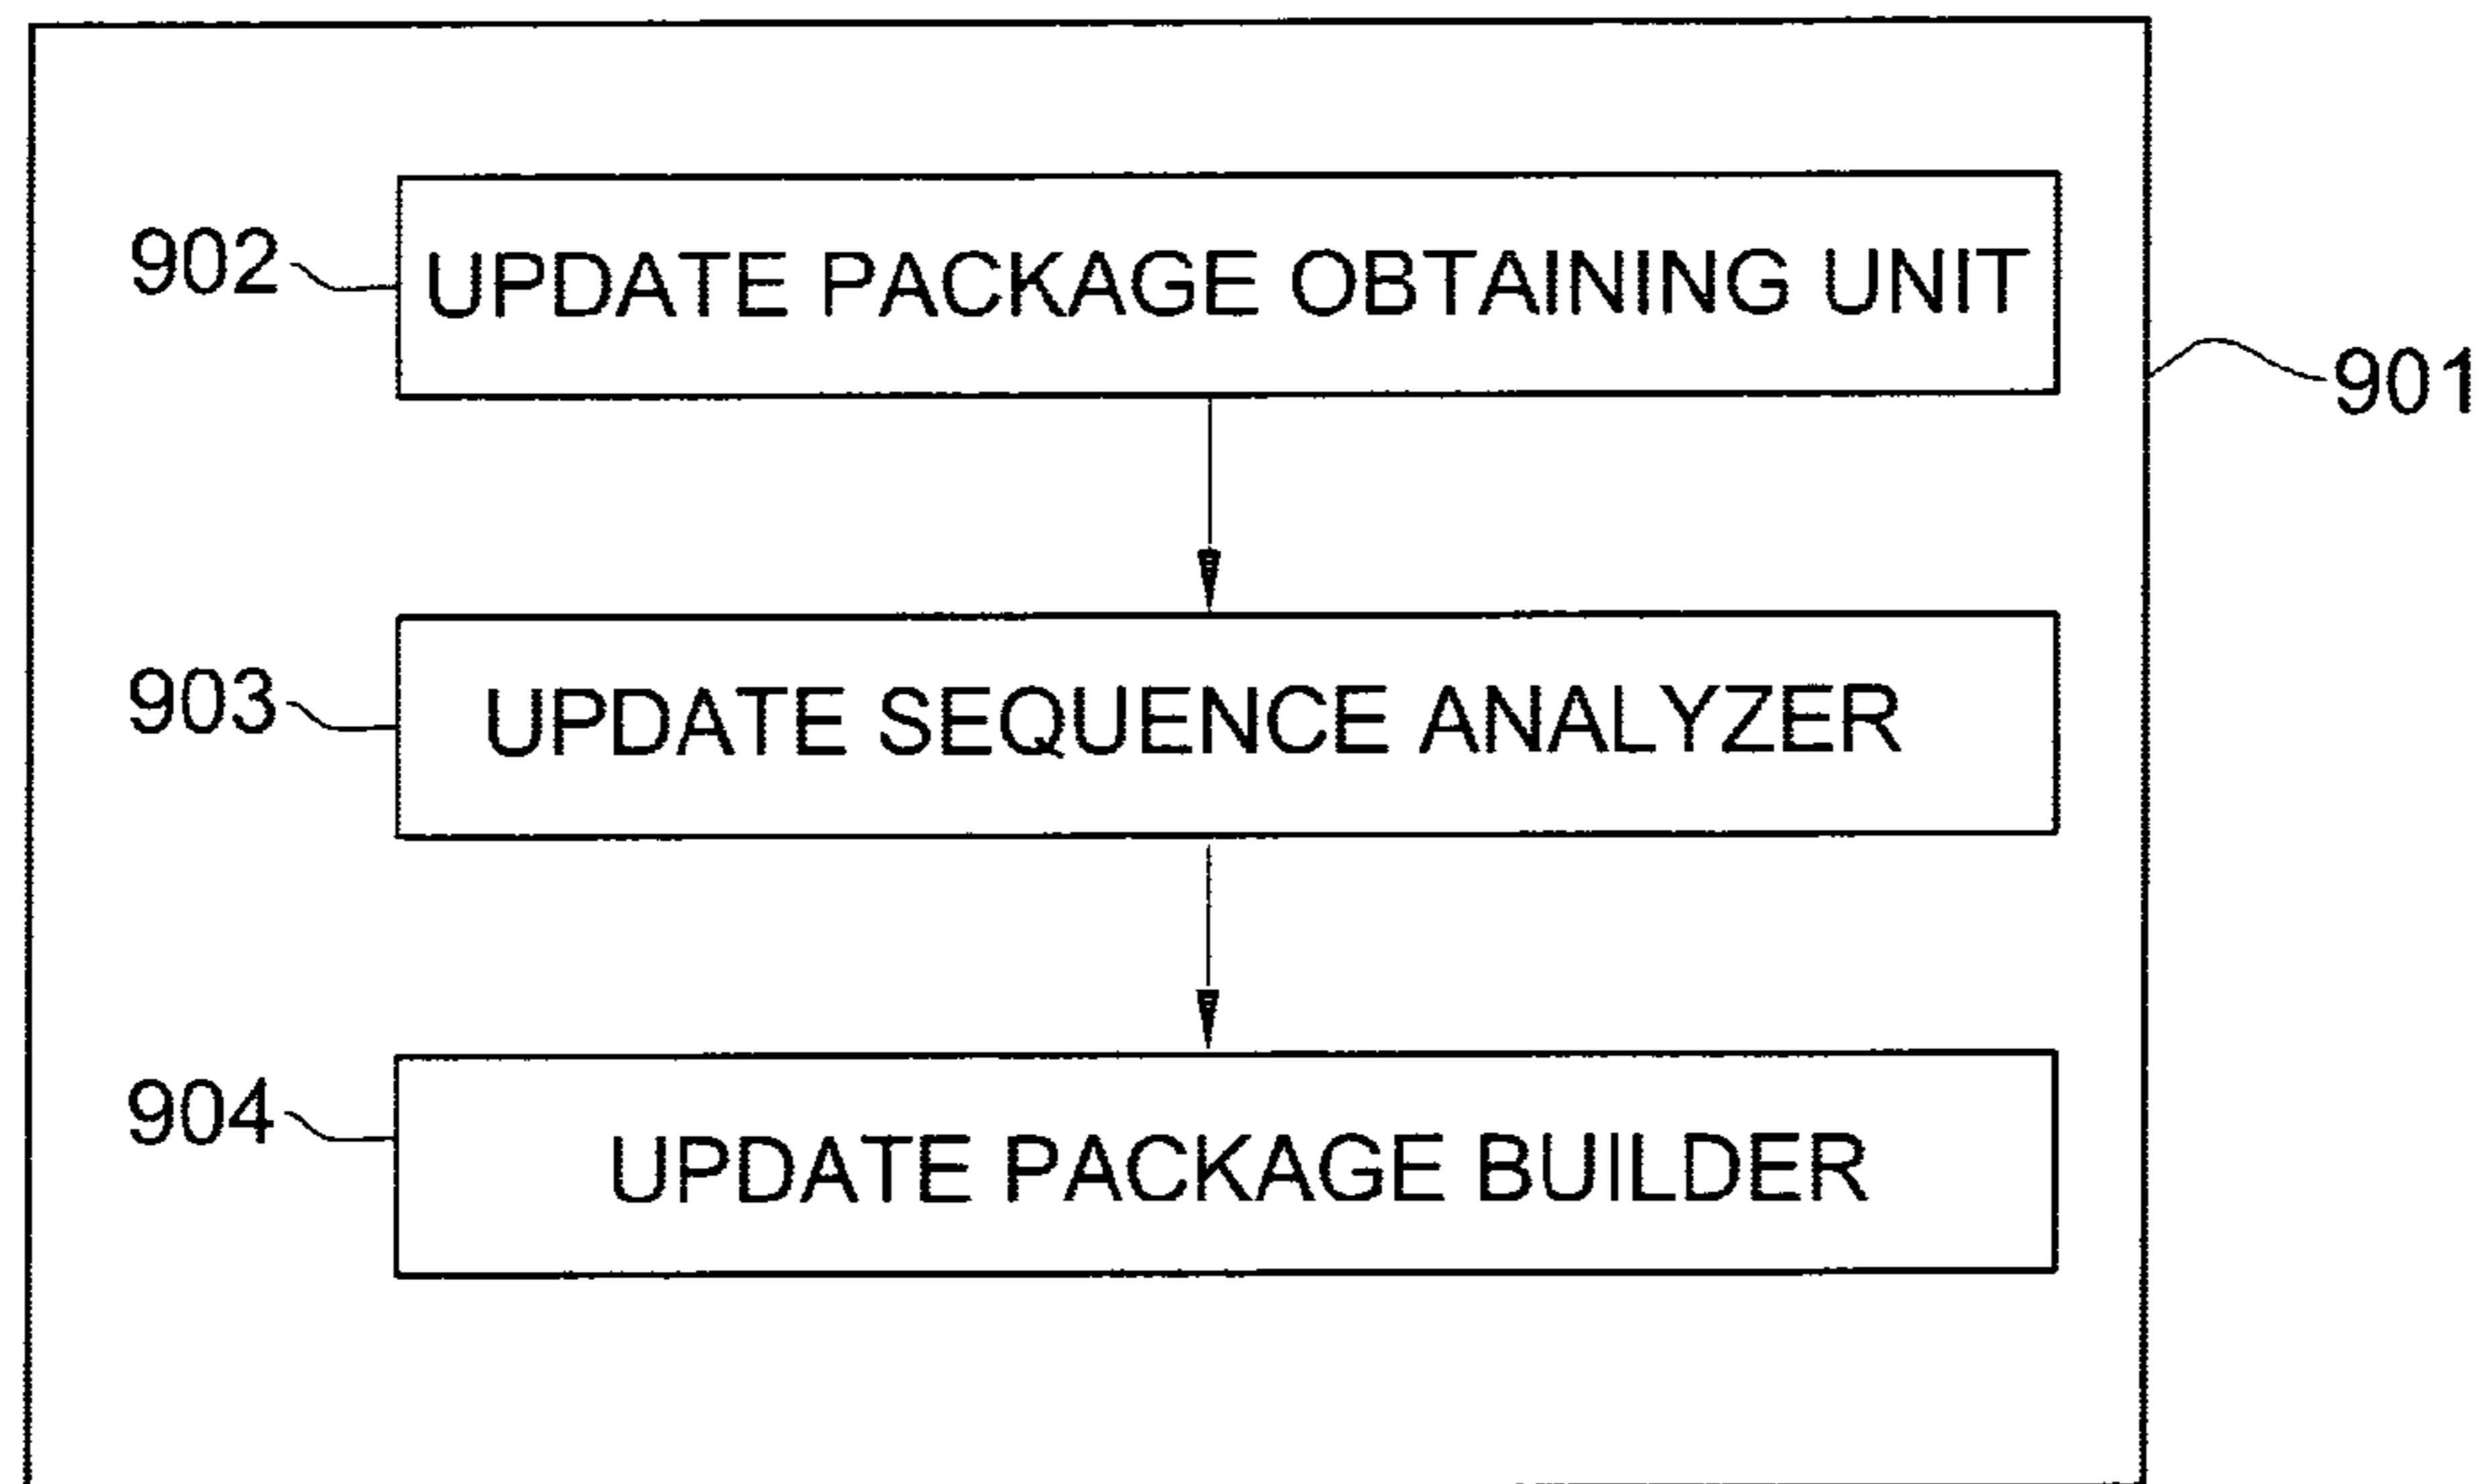 902 UPDATE PACKAGE OBTAINING UNIT
901
903 UPDATE SEQUENCE ANALYZER
904 UPDATE PACKAGE BUILDER